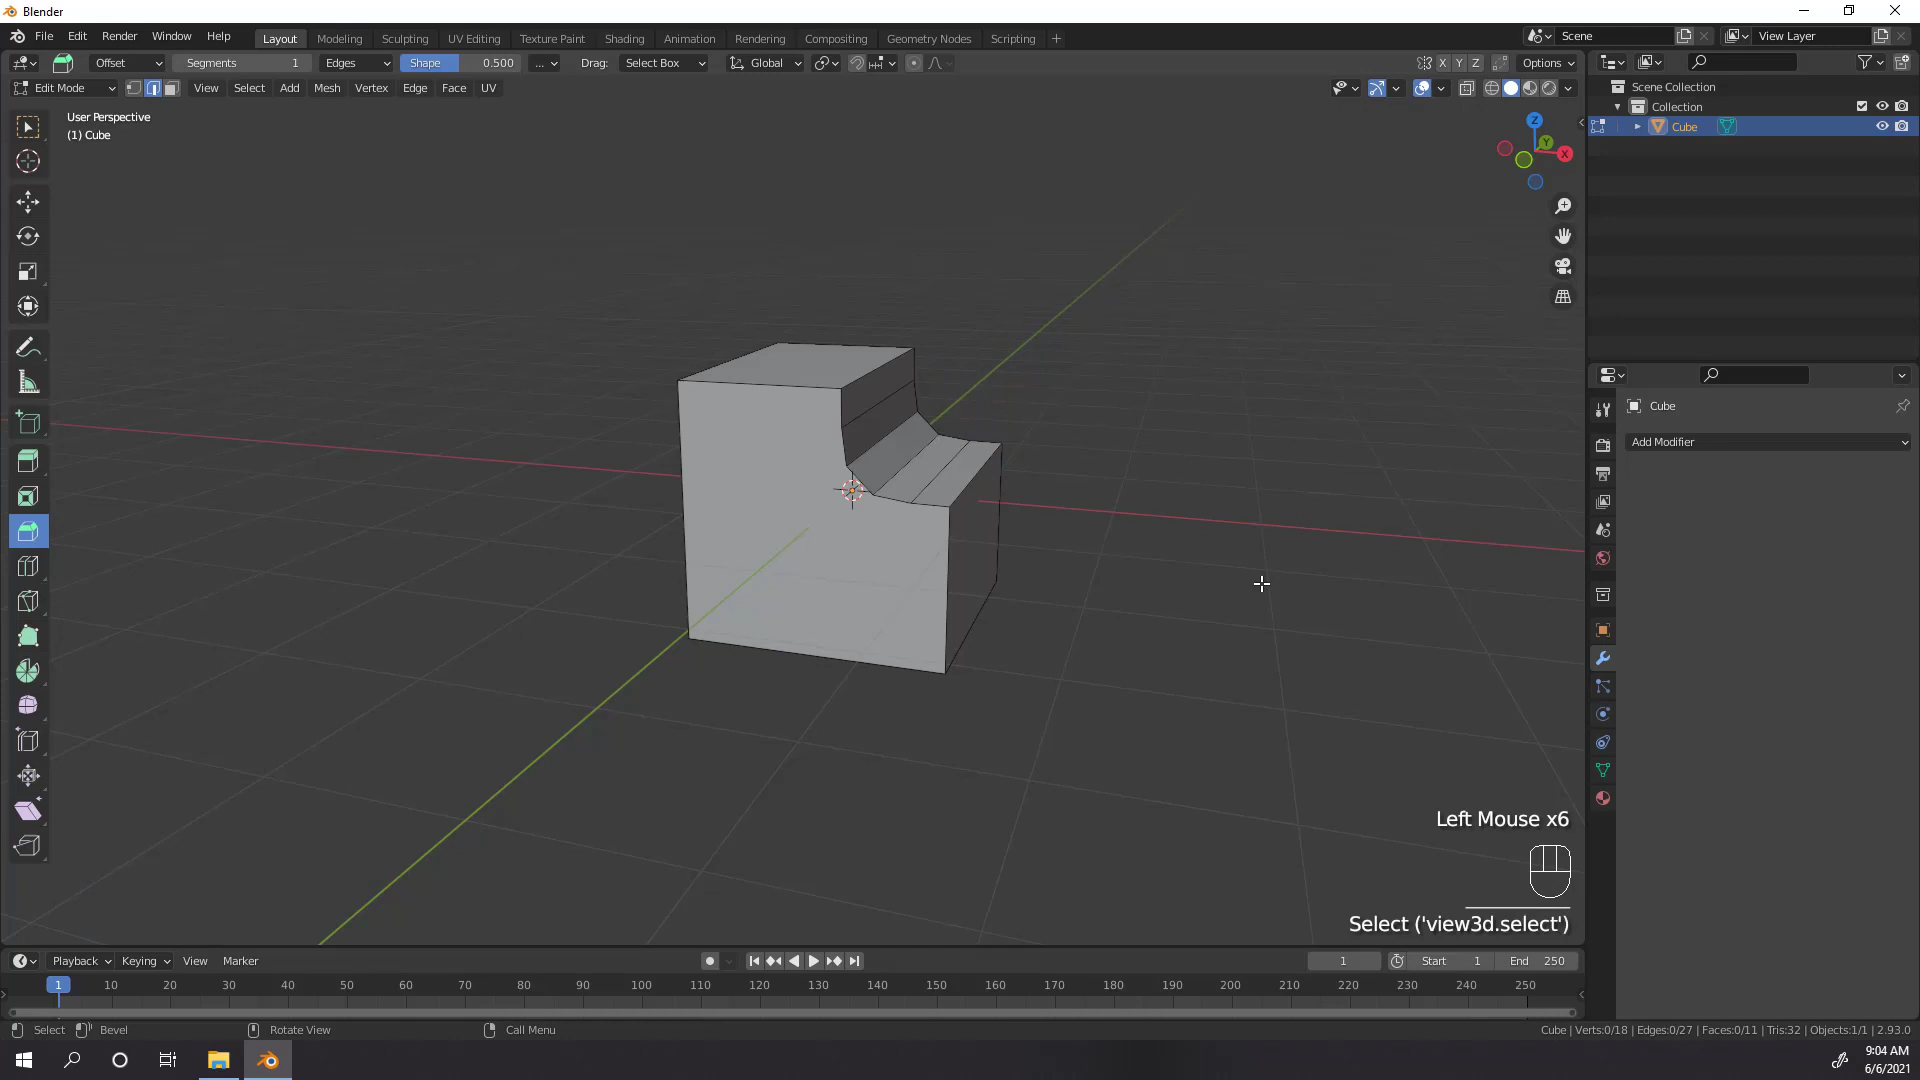 Blender
File Edit Render Window Help Layout Modeling Sculpting UV Editing Texture Paint Shading Animation Rendering Compositing Geometry Nodes Scripting + Scene View Layer
Offset Segments 1 Edges Shape 0.500 ... Drag: Select Box Global X Y Z Options
Edit Mode View Select Add Mesh Vertex Edge Face UV
Scene Collection
Collection
Cube
User Perspective
(1) Cube
Z
Y
X
Cube
Add Modifier
Left Mouse x6
Select ('view3d.select')
Playback Keying View Marker 1 Start 1 End 250
1 10 20 30 40 50 60 70 80 90 100 110 120 130 140 150 160 170 180 190 200 210 220 230 240 250
Select Bevel Rotate View Call Menu Cube | Verts:0/18 | Edges:0/27 | Faces:0/11 | Tris:32 | Objects:1/1 | 2.93.0
9:04 AM
6/6/2021